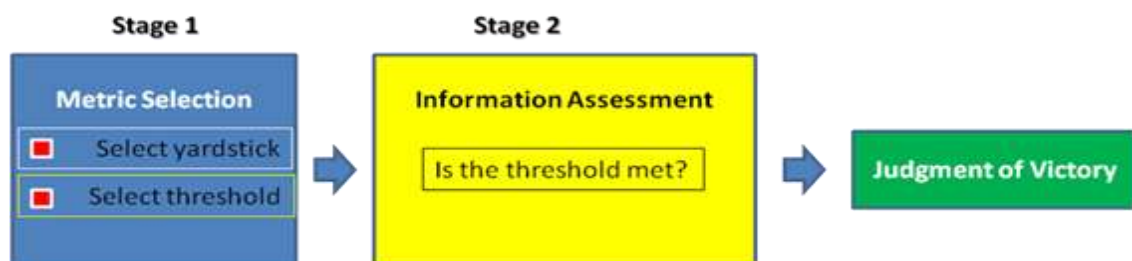 Stage 1
Metric Selection
Select yardstick
Select threshold
Stage 2
Information Assessment
Is the threshold met?
Judgment of Victory